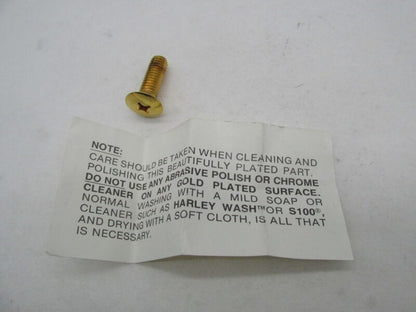 NOTE:
CARE SHOULD BE TAKEN WHEN CLEANING AND
POLISHING THIS BEAUTIFULLY PLATED PART.
DO NOT USE ANY ABRASIVE POLISH OR CHROME
CLEANER ON ANY GOLD PLATED SURFACE.
NORMAL WASHING WITH A MILD SOAP OR
CLEANER SUCH AS HARLEY WASH™ OR S100®,
AND DRYING WITH A SOFT CLOTH, IS ALL THAT
IS NECESSARY.